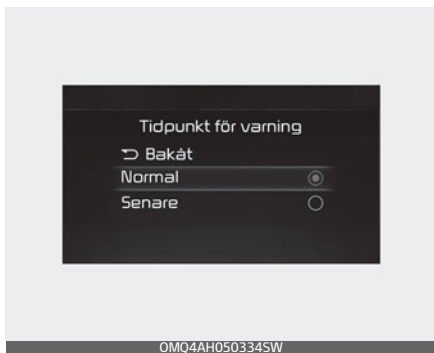 Tidpunkt för varning
Bakåt
Normal
Senare
OMQ4AH050334SW